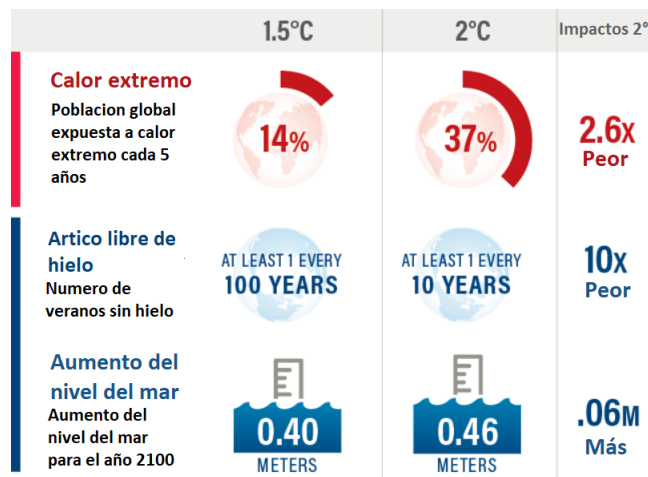 1.5°C
2°C
Impactos 2°
Calor extremo
Poblacion global
expuesta a calor
extremo cada 5
años
14%
37%
2.6X
Peor
Artico libre de
hielo
Numero de
veranos sin hielo
AT LEAST 1 EVERY
100 YEARS
AT LEAST 1 EVERY
10 YEARS
10X
Peor
Aumento del
nivel del mar
Aumento del
nivel del mar
para el año 2100
0.40
METERS
0.46
METERS
.06M
Más